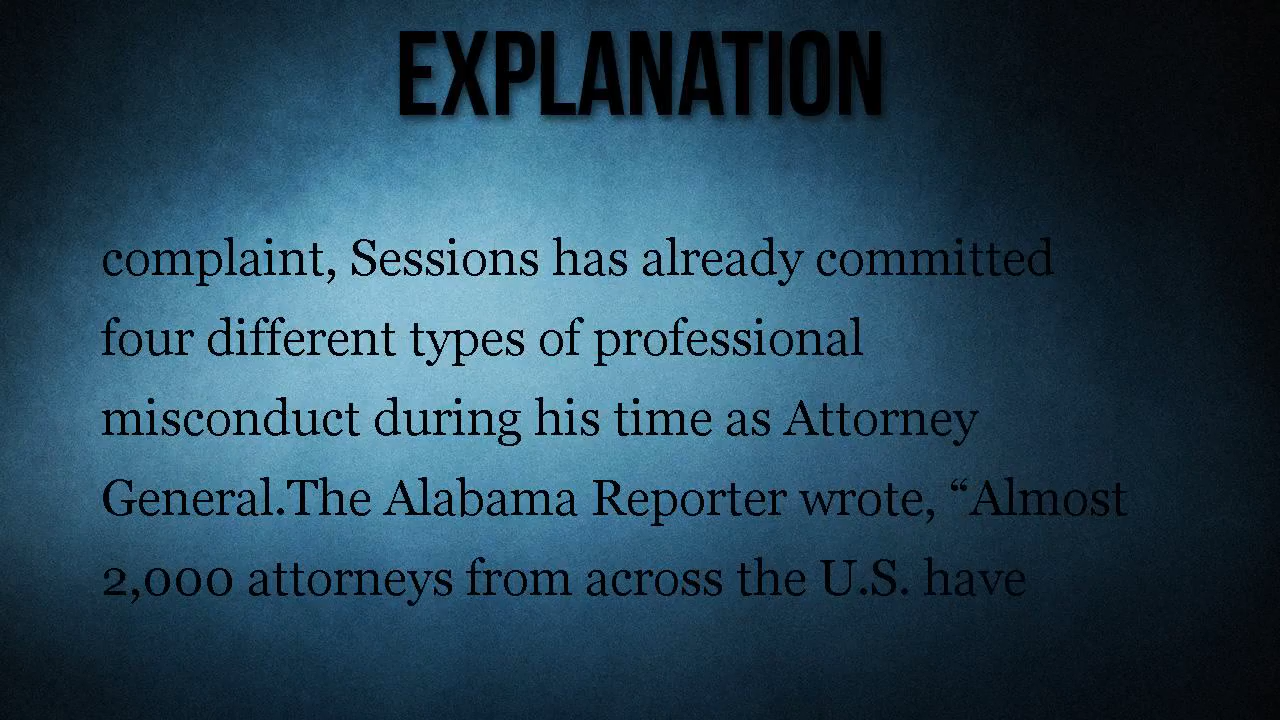 EXPLANATION
complaint, Sessions has already committed
four different types of professional
misconduct during his time as Attorney
General.The Alabama Reporter wrote, “Almost
2,000 attorneys from across the U.S. have